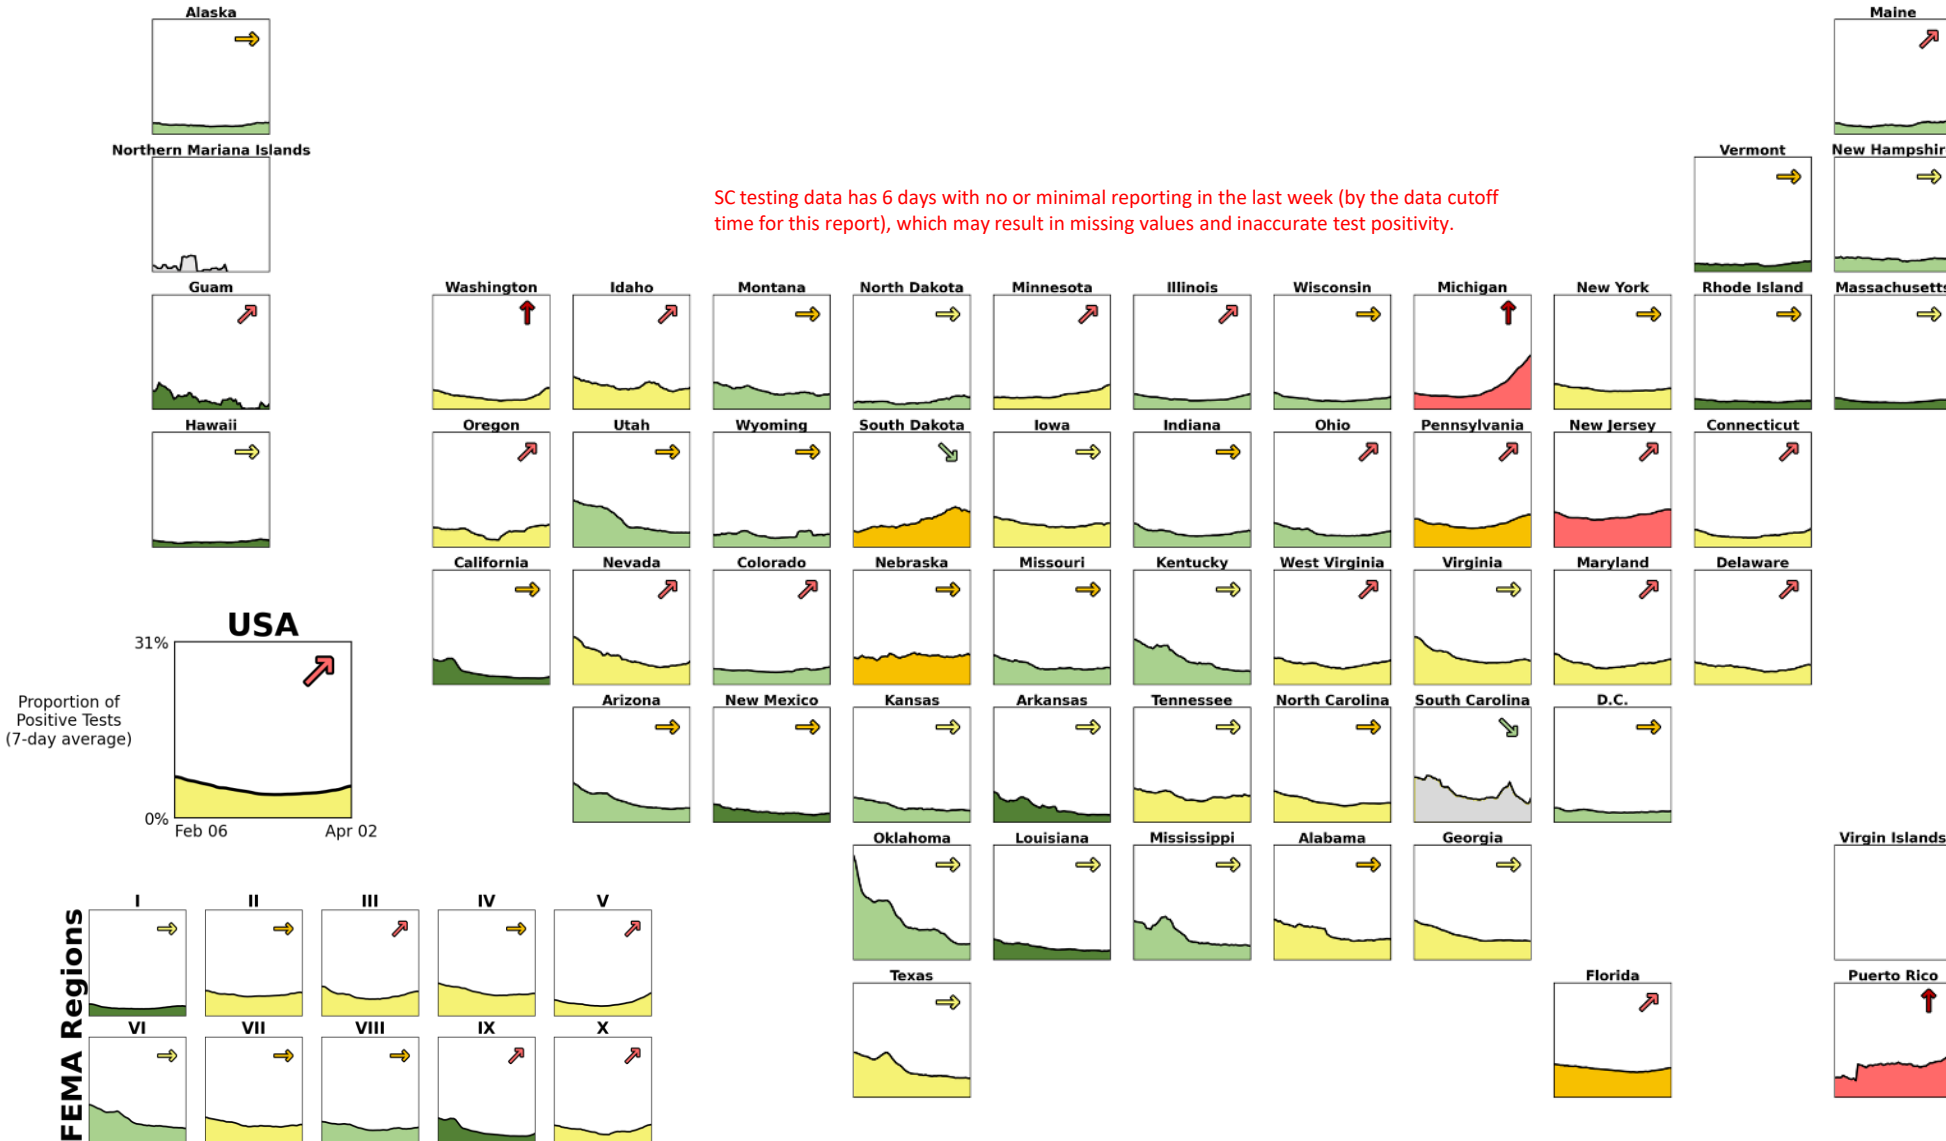 Alaska
Maine
Northern Mariana Islands
Vermont
New Hampshir
SC testing data has 6 days with no or minimal reporting in the last week (by the data cutoff
time for this report), which may result in missing values and inaccurate test positivity.
Guam
Washington
Idaho
Montana
North Dakota
Minnesota
Illinois
Wisconsin
Michigan
New York
Rhode Island
Massachusetts
Hawaii
Oregon
Utah
Wyoming
South Dakota
Iowa
Indiana
Ohio
Pennsylvania
New Jersey
Connecticut
California
Nevada
Colorado
Nebraska
Missouri
Kentucky
West Virginia
Virginia
Maryland
Delaware
USA
31%
Proportion of
Positive Tests
(7-day average)
0%
Feb 06
Apr 02
Arizona
New Mexico
Kansas
Arkansas
Tennessee
North Carolina
South Carolina
D.C.
Oklahoma
Louisiana
Mississippi
Alabama
Georgia
Virgin Islands
FEMA Regions
I
II
III
IV
V
Texas
Florida
Puerto Rico
VI
VII
VIII
IX
X